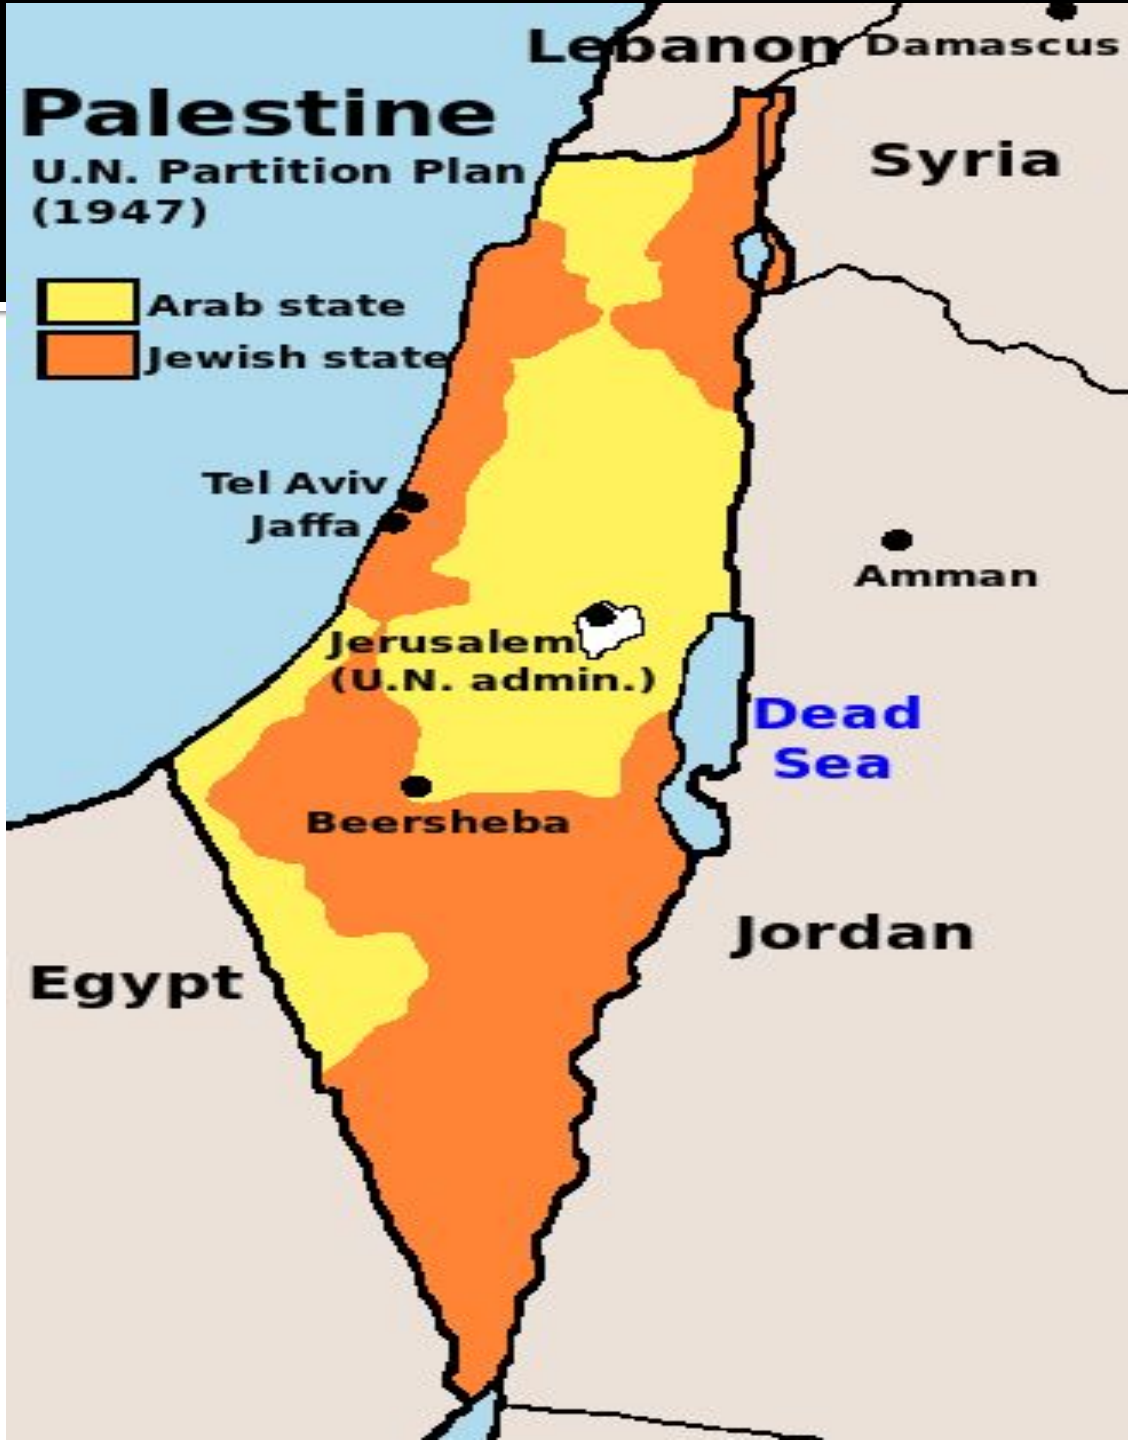 Lebanon
Damascus
Palestine
U.N. Partition Plan
(1947)
Syria
Arab state
Jewish state
Tel Aviv
Jaffa
Amman
Jerusalem
(U.N. admin.)
Dead
Sea
Beersheba
Jordan
Egypt